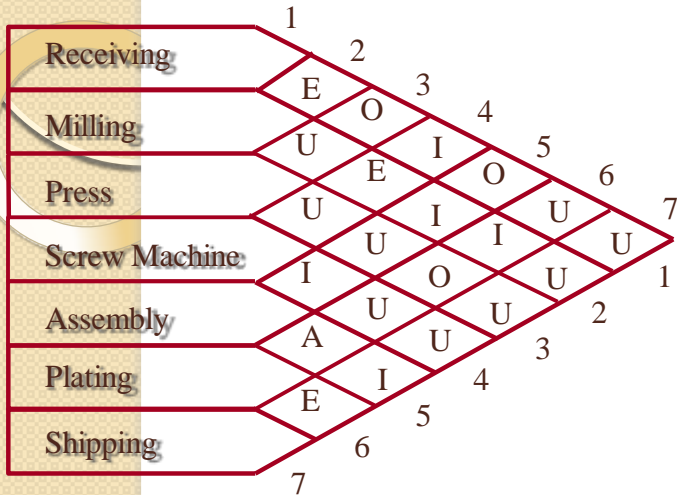 1
Receiving 2
E 3
O 4
Milling U I 5
E O 6
Press U I U 7
U I U
Screw Machine I O U 1
Assembly U U 2
A U 3
Plating I 4
E 5
Shipping 6
7